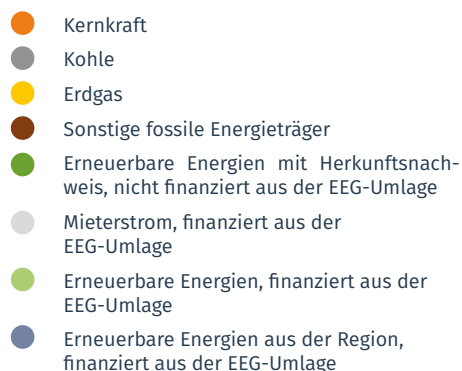 Kernkraft
Kohle
Erdgas
Sonstige fossile Energieträger
Erneuerbare Energien mit Herkunftsnach-
weis, nicht finanziert aus der EEG-Umlage
Mieterstrom, finanziert aus der
EEG-Umlage
Erneuerbare Energien, finanziert aus der
EEG-Umlage
Erneuerbare Energien aus der Region,
finanziert aus der EEG-Umlage